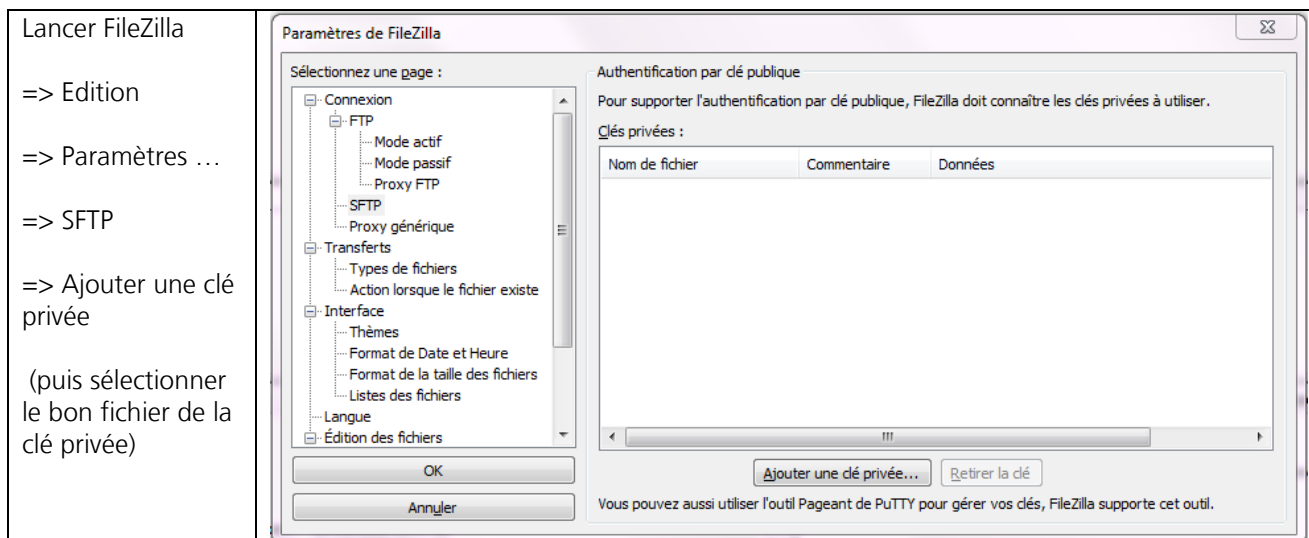 Lancer FileZilla
=> Edition
=> Paramètres …
=> SFTP
=> Ajouter une clé
privée
(puis sélectionner
le bon fichier de la
clé privée)
Paramètres de FileZilla
Sélectionnez une page :
Connexion
FTP
Mode actif
Mode passif
Proxy FTP
SFTP
Proxy générique
Transferts
Types de fichiers
Action lorsque le fichier existe
Interface
Thèmes
Format de Date et Heure
Format de la taille des fichiers
Listes des fichiers
Langue
Édition des fichiers
OK
Annuler
Authentification par clé publique
Pour supporter l'authentification par clé publique, FileZilla doit connaître les clés privées à utiliser.
Clés privées :
Nom de fichier Commentaire Données
Ajouter une clé privée... Retirer la clé
Vous pouvez aussi utiliser l'outil Pageant de PuTTY pour gérer vos clés, FileZilla supporte cet outil.